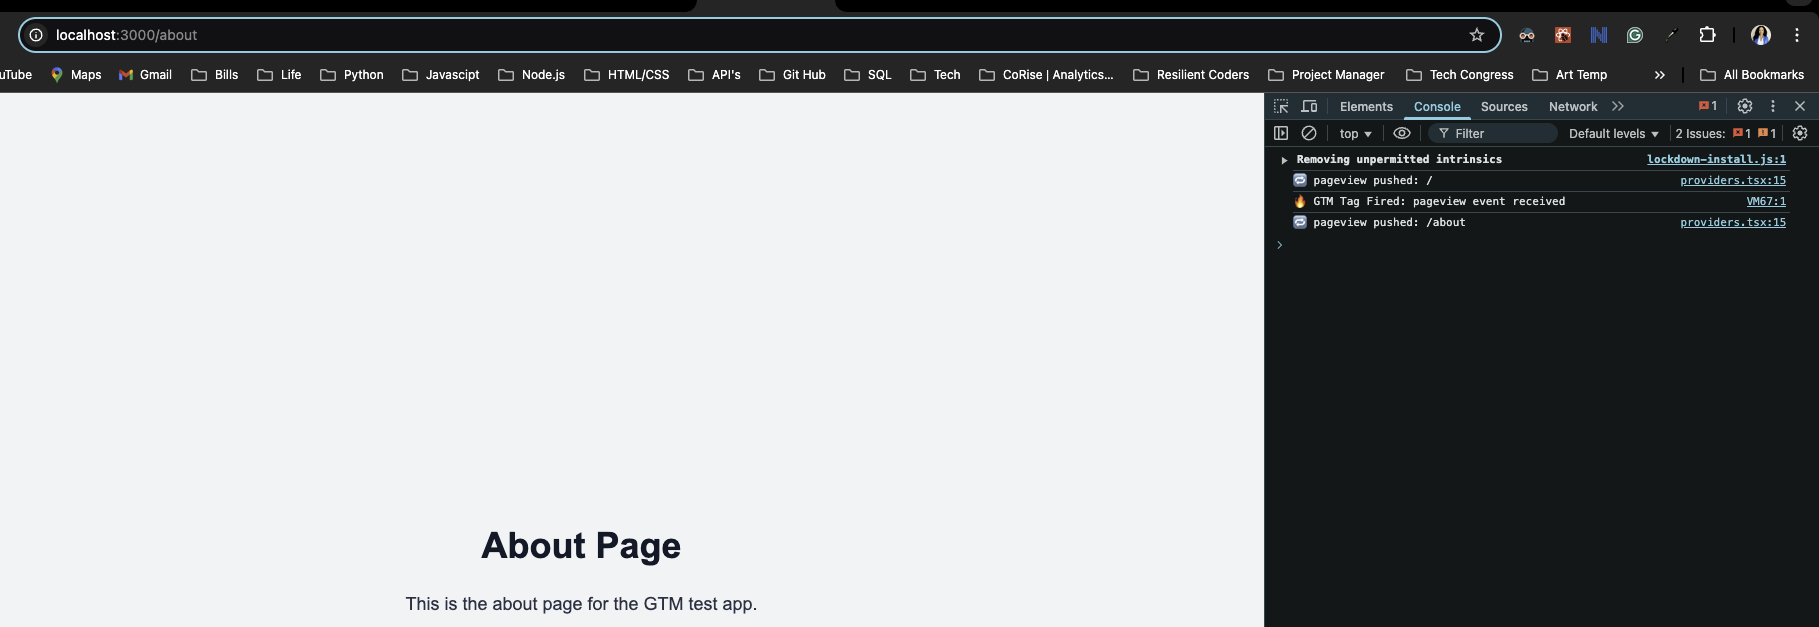 localhost:3000/about
uTube Maps Gmail Bills Life Python Javascipt Node.js HTML/CSS API's Git Hub SQL Tech CoRise | Analytics... Resilient Coders Project Manager Tech Congress Art Temp » All Bookmarks
Elements Console Sources Network 1
top Filter Default levels 2 Issues: 1 1
Removing unpermitted intrinsics lockdown-install.js:1
pageview pushed: / providers.tsx:15
GTM Tag Fired: pageview event received VM67:1
pageview pushed: /about providers.tsx:15
About Page
This is the about page for the GTM test app.